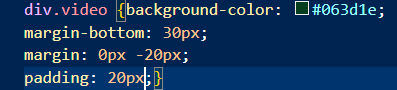 div.video {background-color: #063d1e;
margin-bottom: 30px;
margin: 0px -20px;
padding: 20px;}